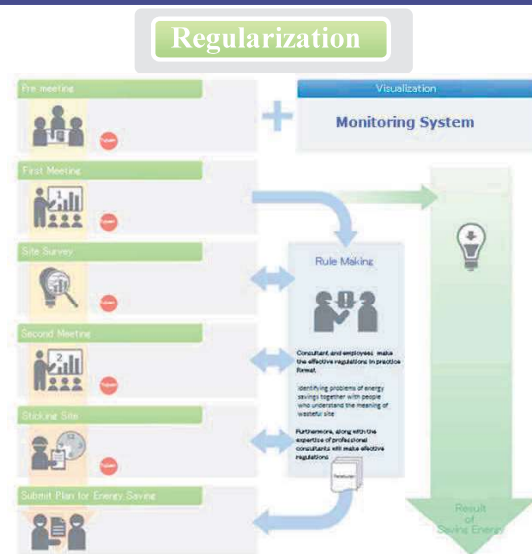 Regularization
Pre meeting
Visualization
Monitoring System
First Meeting
1
Site Survey
Rule Making
Second Meeting
2
Consultant and employees make
the effective regulations in practice
format.
Identifying problems of energy
savings together with people
who understand the meaning of
wasteful site
Sticking Site
Furthermore, along with the
expertise of professional
consultants will make effective
regulations
Submit Plan for Energy Saving
Result
of
Saving Energy